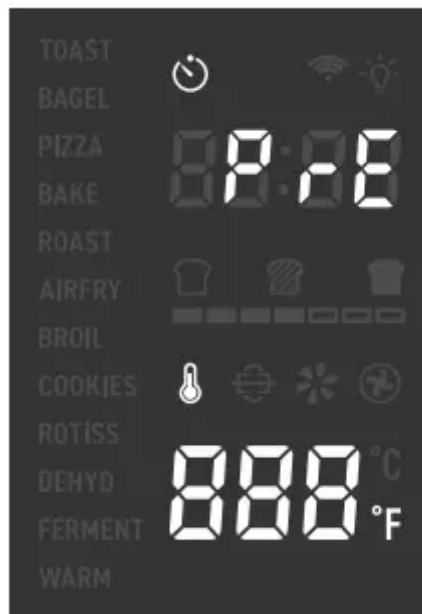 TOAST
BAGEL
PrE
PIZZA
BAKE
ROAST
AIRFRY
BROIL
COOKIES
ROTISS
°C
DEHYD
888 °F
FERMENT
WARM